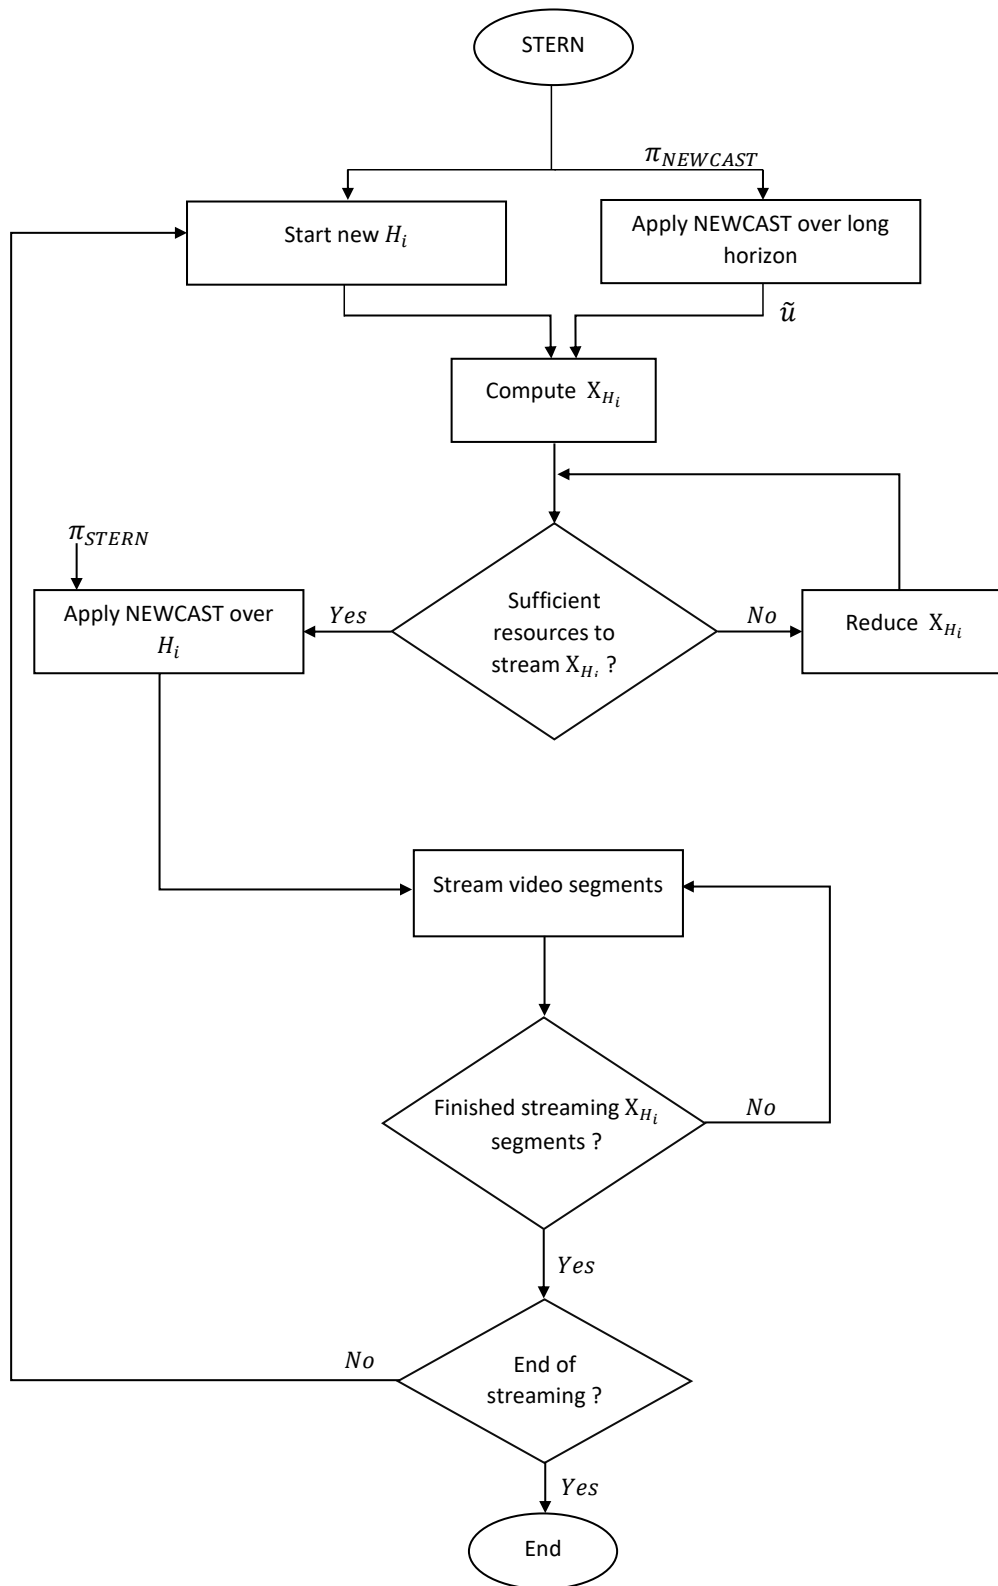 STERN
π_NEWCAST
Start new H_i
Apply NEWCAST over long
horizon
ũ
Compute X_{H_i}
π_STERN
Apply NEWCAST over
H_i
Yes
Sufficient
resources to
stream X_{H_i} ?
No
Reduce X_{H_i}
Stream video segments
Finished streaming X_{H_i}
segments ?
No
Yes
No
End of
streaming ?
Yes
End